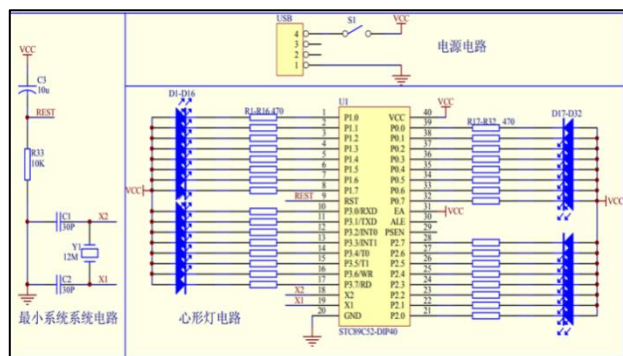 USB
4
3
2
1
S1
VCC
电源电路
VCC
C3
10u
REST
R33
10K
C1
30P
X2
Y1
12M
C2
30P
X1
最小系统系统电路
D1-D16
R1-R16 470
VCC
REST
X2
X1
心形灯电路
U1
1 P1.0 VCC 40
2 P1.1 P0.0 39
3 P1.2 P0.1 38
4 P1.3 P0.2 37
5 P1.4 P0.3 36
6 P1.5 P0.4 35
7 P1.6 P0.5 34
8 P1.7 P0.6 33
9 RST P0.7 32
10 P3.0/RXD EA 31
11 P3.1/TXD ALE 30
12 P3.2/INT0 PSEN 29
13 P3.3/INT1 P2.7 28
14 P3.4/T0 P2.6 27
15 P3.5/T1 P2.5 26
16 P3.6/WR P2.4 25
17 P3.7/RD P2.3 24
18 X2 P2.2 23
19 X1 P2.1 22
20 GND P2.0 21
STC89C52-DIP40
VCC
VCC
R17-R32 470
D17-D32
VCC